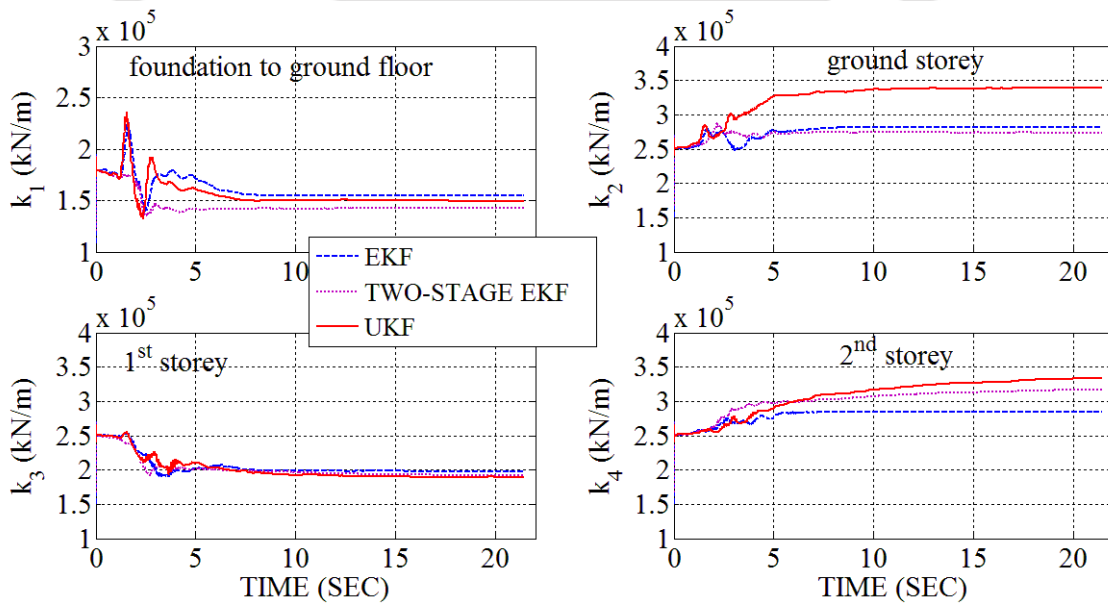 x 10^5
3
2.5
2
1.5
1
k_1 (kN/m)
foundation to ground floor
0 5 10
x 10^5
4
3.5
3
2.5
2
1.5
1
k_2 (kN/m)
ground storey
0 5 10 15 20
EKF
TWO-STAGE EKF
UKF
x 10^5
4
3.5
3
2.5
2
1.5
1
k_3 (kN/m)
1^st storey
0 5 10 15 20
TIME (SEC)
x 10^5
4
3.5
3
2.5
2
1.5
1
k_4 (kN/m)
2^nd storey
0 5 10 15 20
TIME (SEC)